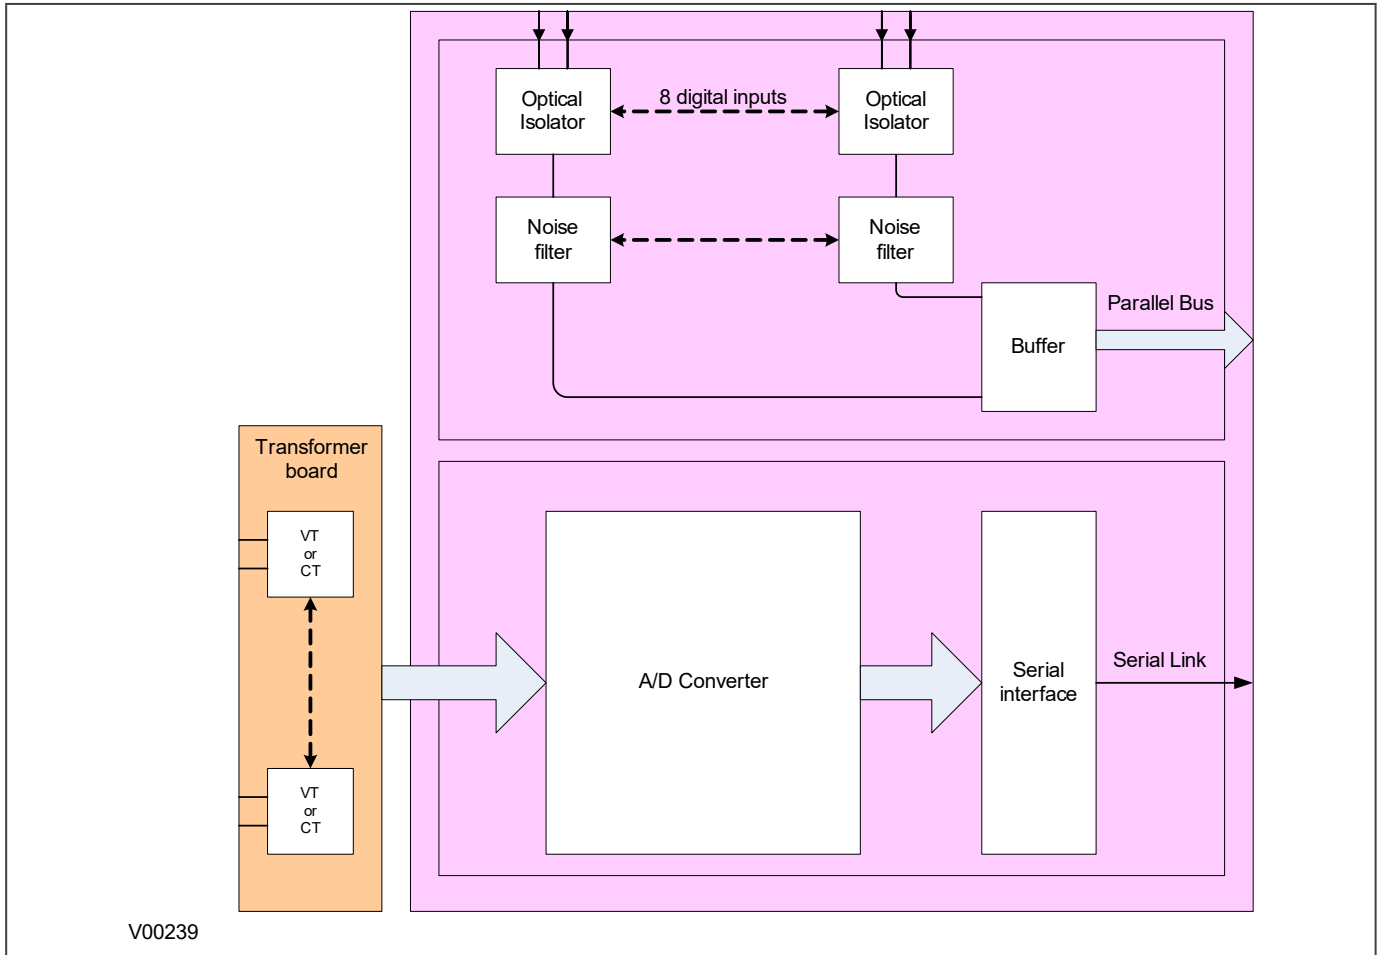 Optical
Isolator
8 digital inputs
Optical
Isolator
Noise
filter
Noise
filter
Parallel Bus
Buffer
Transformer
board
VT
or
CT
A/D Converter
Serial
interface
Serial Link
VT
or
CT
V00239